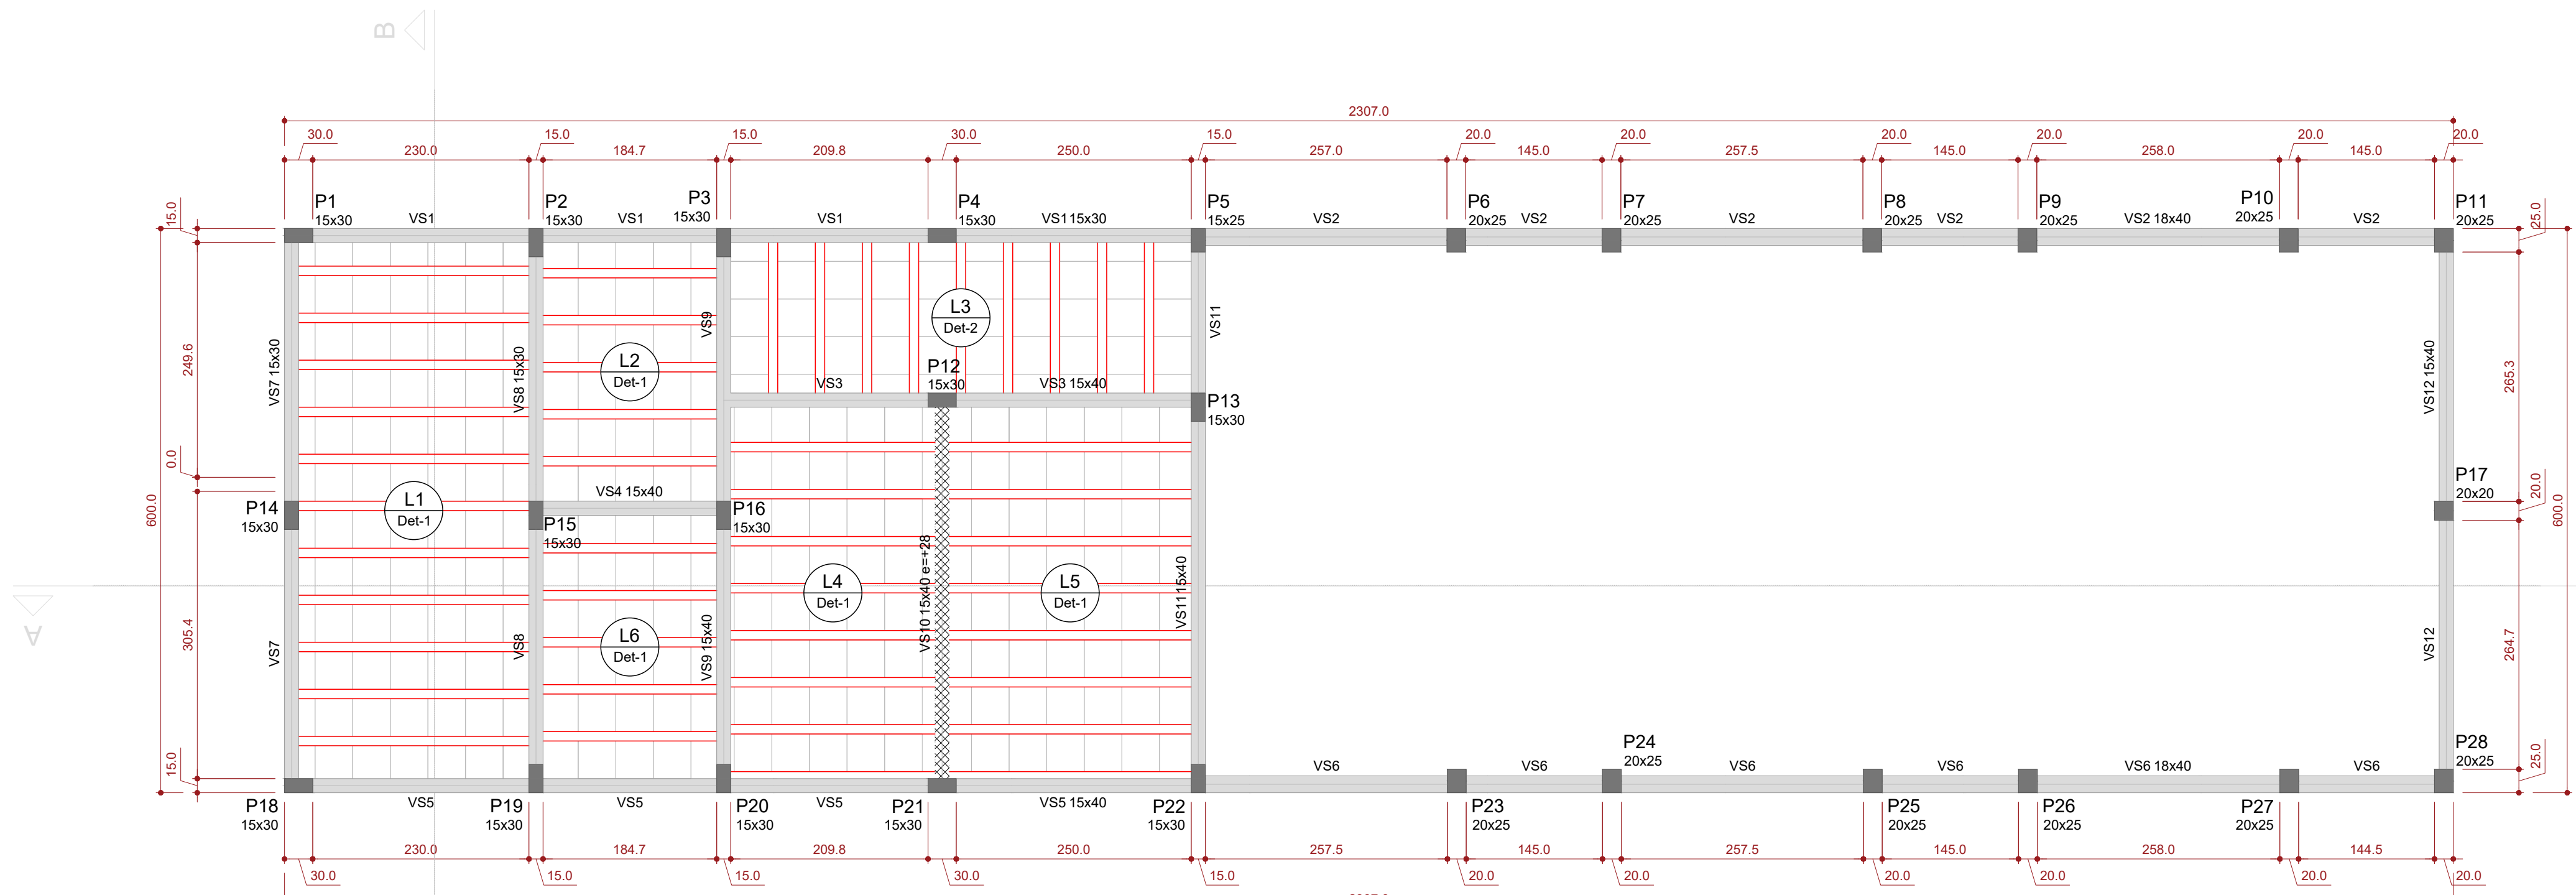 B
2307.0
30.0 15.0 15.0 30.0 15.0 20.0 20.0 20.0 20.0 20.0 20.0
230.0 184.7 209.8 250.0 257.0 145.0 257.5 145.0 258.0 145.0
P1
15x30
VS1
P2
15x30
VS1
P3
15x30
VS1
P4
15x30
VS1 15x30
P5
15x25
VS2
P6
20x25
VS2
P7
20x25
VS2
P8
20x25
VS2
P9
20x25
VS2 18x40
P10
20x25
VS2
P11
20x25
15.0
25.0
249.6
VS7 15x30
VS8 15x30
L2
Det-1
VS9
L3
Det-2
VS11
VS3
P12
15x30
VS3 15x40
P13
15x30
VS12 15x40
265.3
0.0
600.0
P14
15x30
L1
Det-1
VS4 15x40
P15
15x30
P16
15x30
P17
20x20
20.0
600.0
A
305.4
VS7
VS8
L6
Det-1
VS9 15x40
L4
Det-1
VS10 15x40 e=+28
L5
Det-1
VS11 15x40
VS12
264.7
15.0
25.0
P18
15x30
VS5
P19
15x30
VS5
P20
15x30
VS5
P21
15x30
VS5 15x40
P22
15x30
VS6
P23
20x25
VS6
P24
20x25
VS6
P25
20x25
VS6
P26
20x25
VS6 18x40
P27
20x25
VS6
P28
20x25
230.0 184.7 209.8 250.0 257.5 145.0 257.5 145.0 258.0 144.5
30.0 15.0 15.0 30.0 15.0 20.0 20.0 20.0 20.0 20.0 20.0